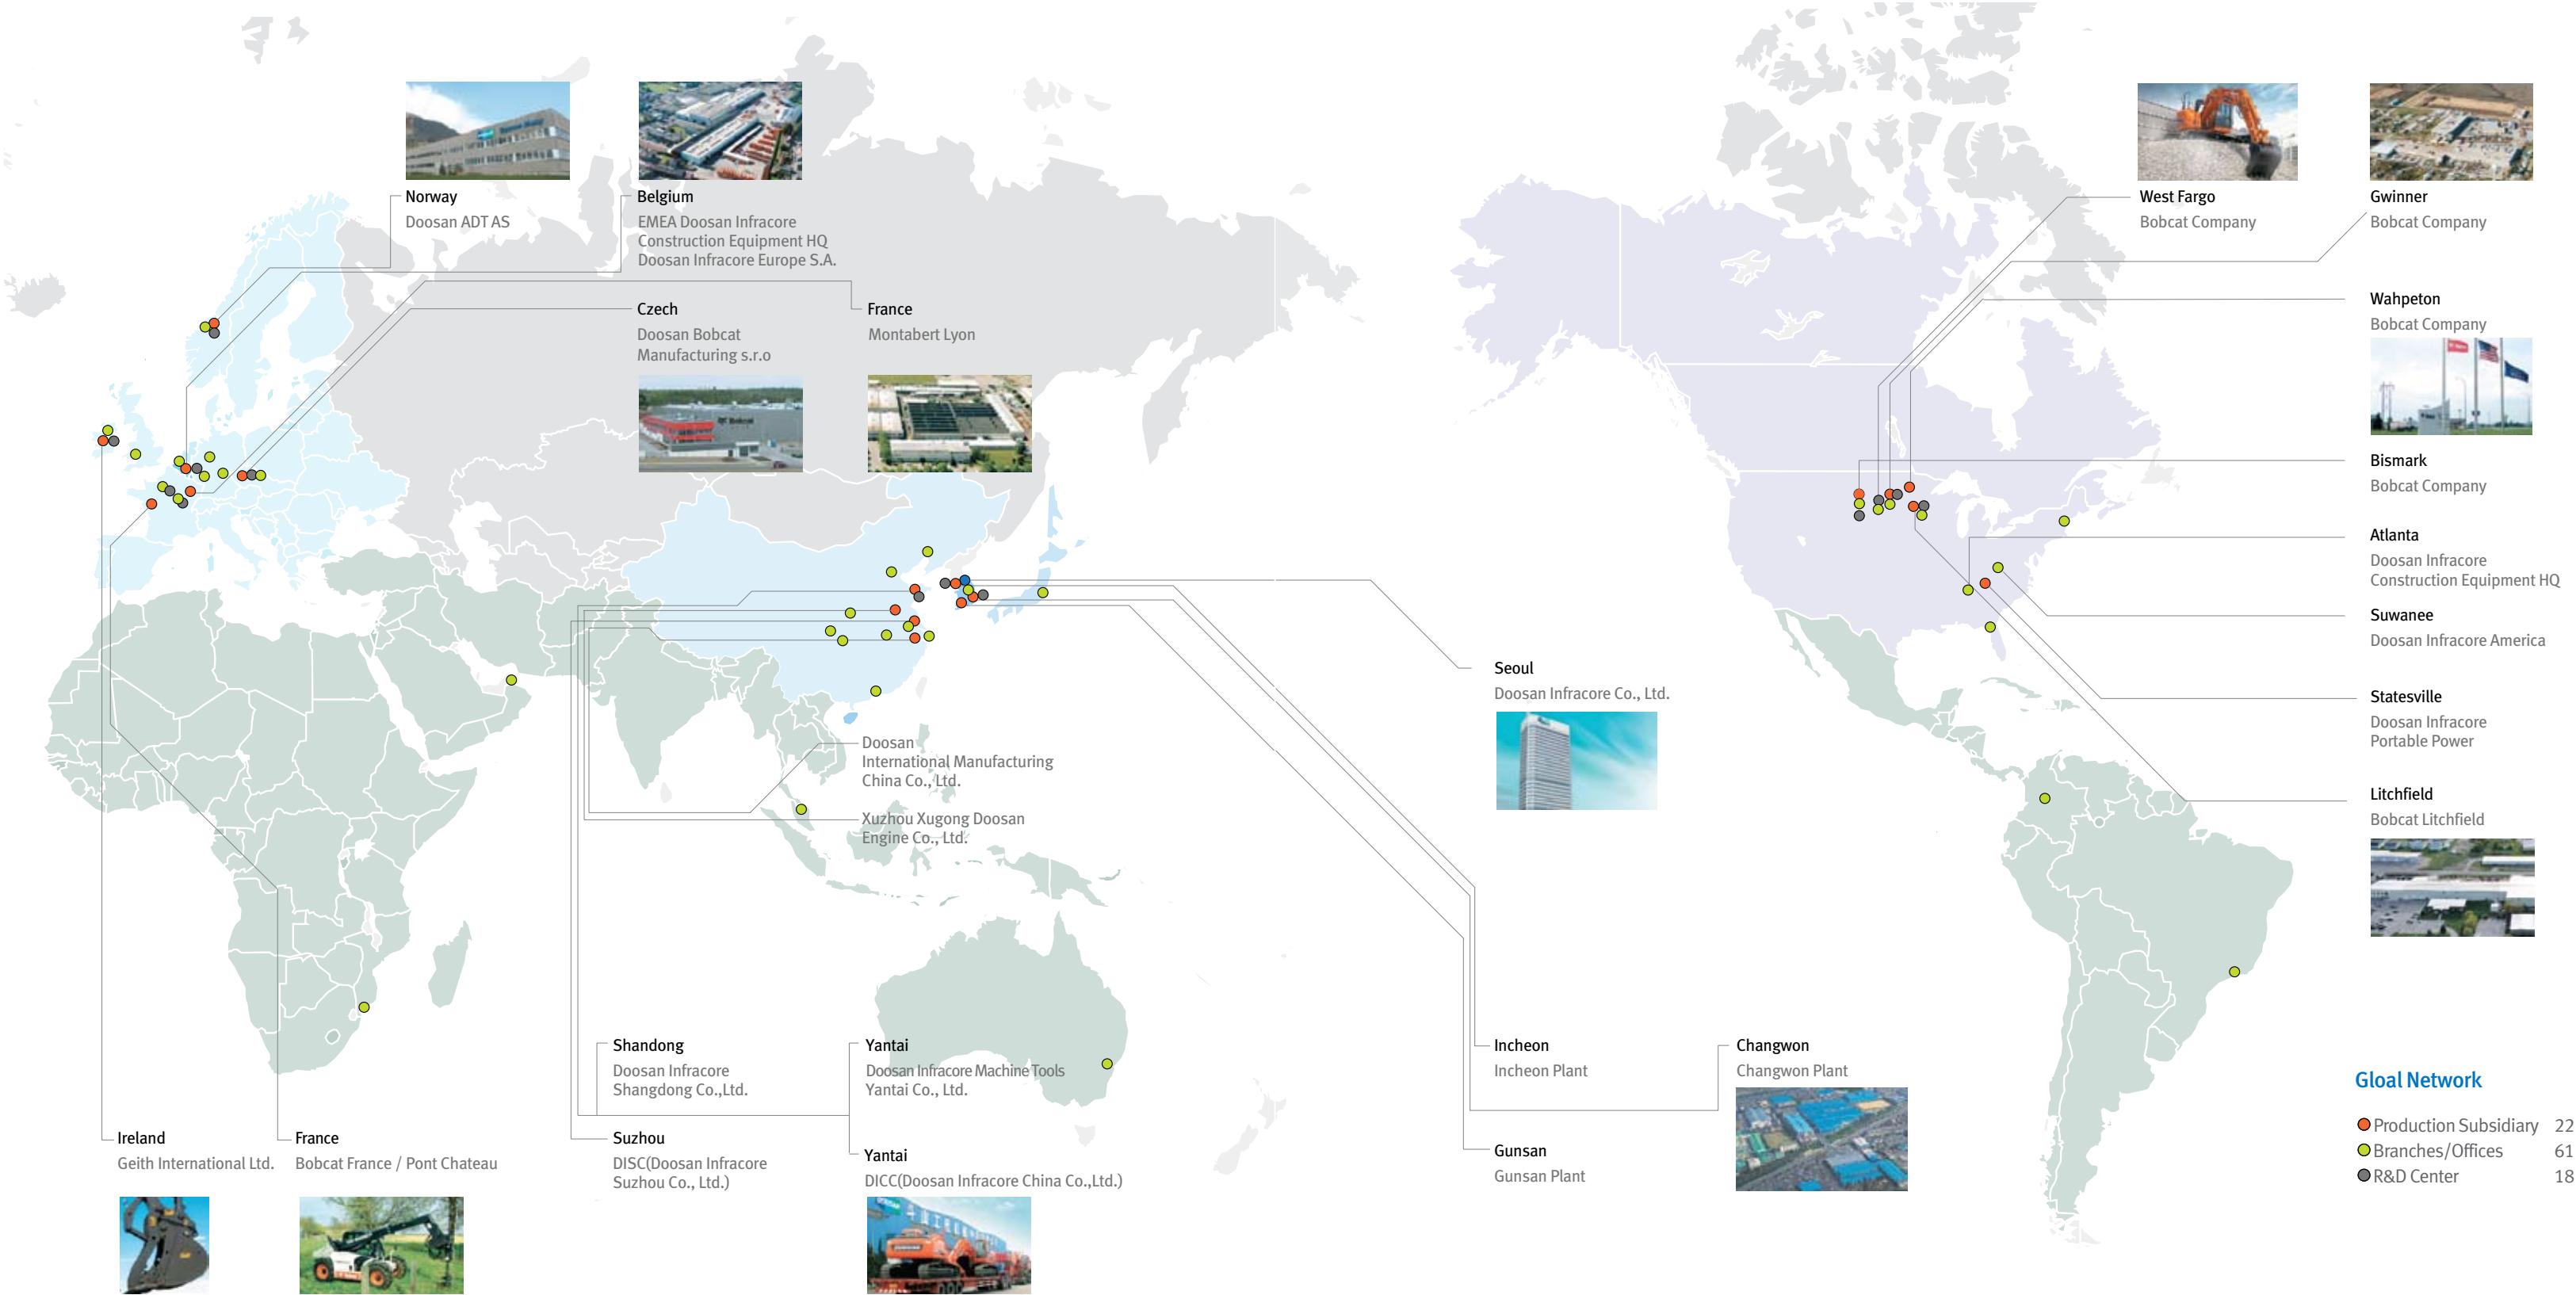 Norway
Doosan ADT AS
Belgium
EMEA Doosan Infracore
Construction Equipment HQ
Doosan Infracore Europe S.A.
Czech
Doosan Bobcat
Manufacturing s.r.o
France
Montabert Lyon
West Fargo
Bobcat Company
Gwinner
Bobcat Company
Wahpeton
Bobcat Company
Bismark
Bobcat Company
Atlanta
Doosan Infracore
Construction Equipment HQ
Suwanee
Doosan Infracore America
Statesville
Doosan Infracore
Portable Power
Litchfield
Bobcat Litchfield
Seoul
Doosan Infracore Co., Ltd.
Doosan
International Manufacturing
China Co., Ltd.
Xuzhou Xugong Doosan
Engine Co., Ltd.
Shandong
Doosan Infracore
Shangdong Co.,Ltd.
Yantai
Doosan Infracore Machine Tools
Yantai Co., Ltd.
Incheon
Incheon Plant
Changwon
Changwon Plant
Ireland
Geith International Ltd.
France
Bobcat France / Pont Chateau
Suzhou
DISC(Doosan Infracore
Suzhou Co., Ltd.)
Yantai
DICC(Doosan Infracore China Co.,Ltd.)
Gunsan
Gunsan Plant
Gloal Network
Production Subsidiary 22
Branches/Offices 61
R&D Center 18